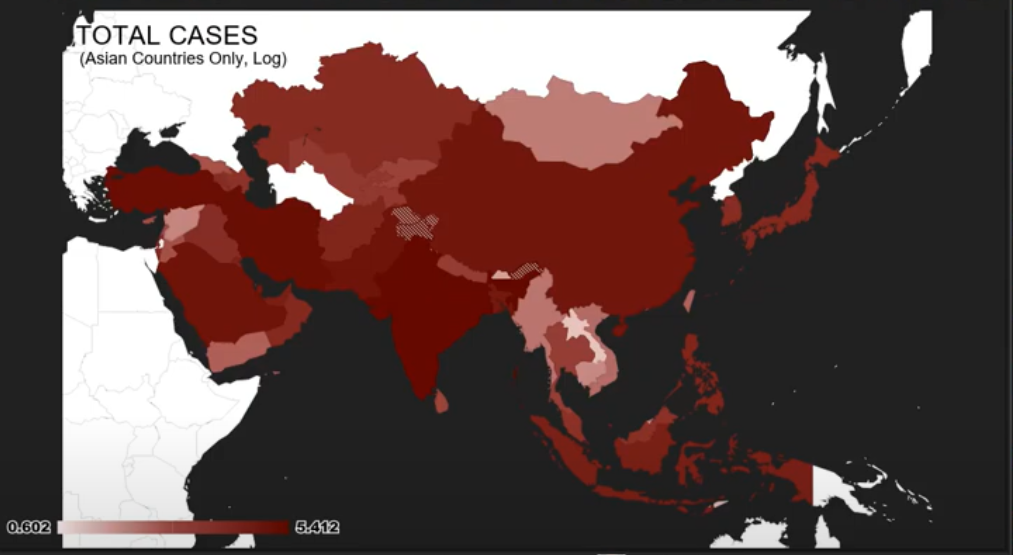 TOTAL CASES
(Asian Countries Only, Log)
0.602
5.412